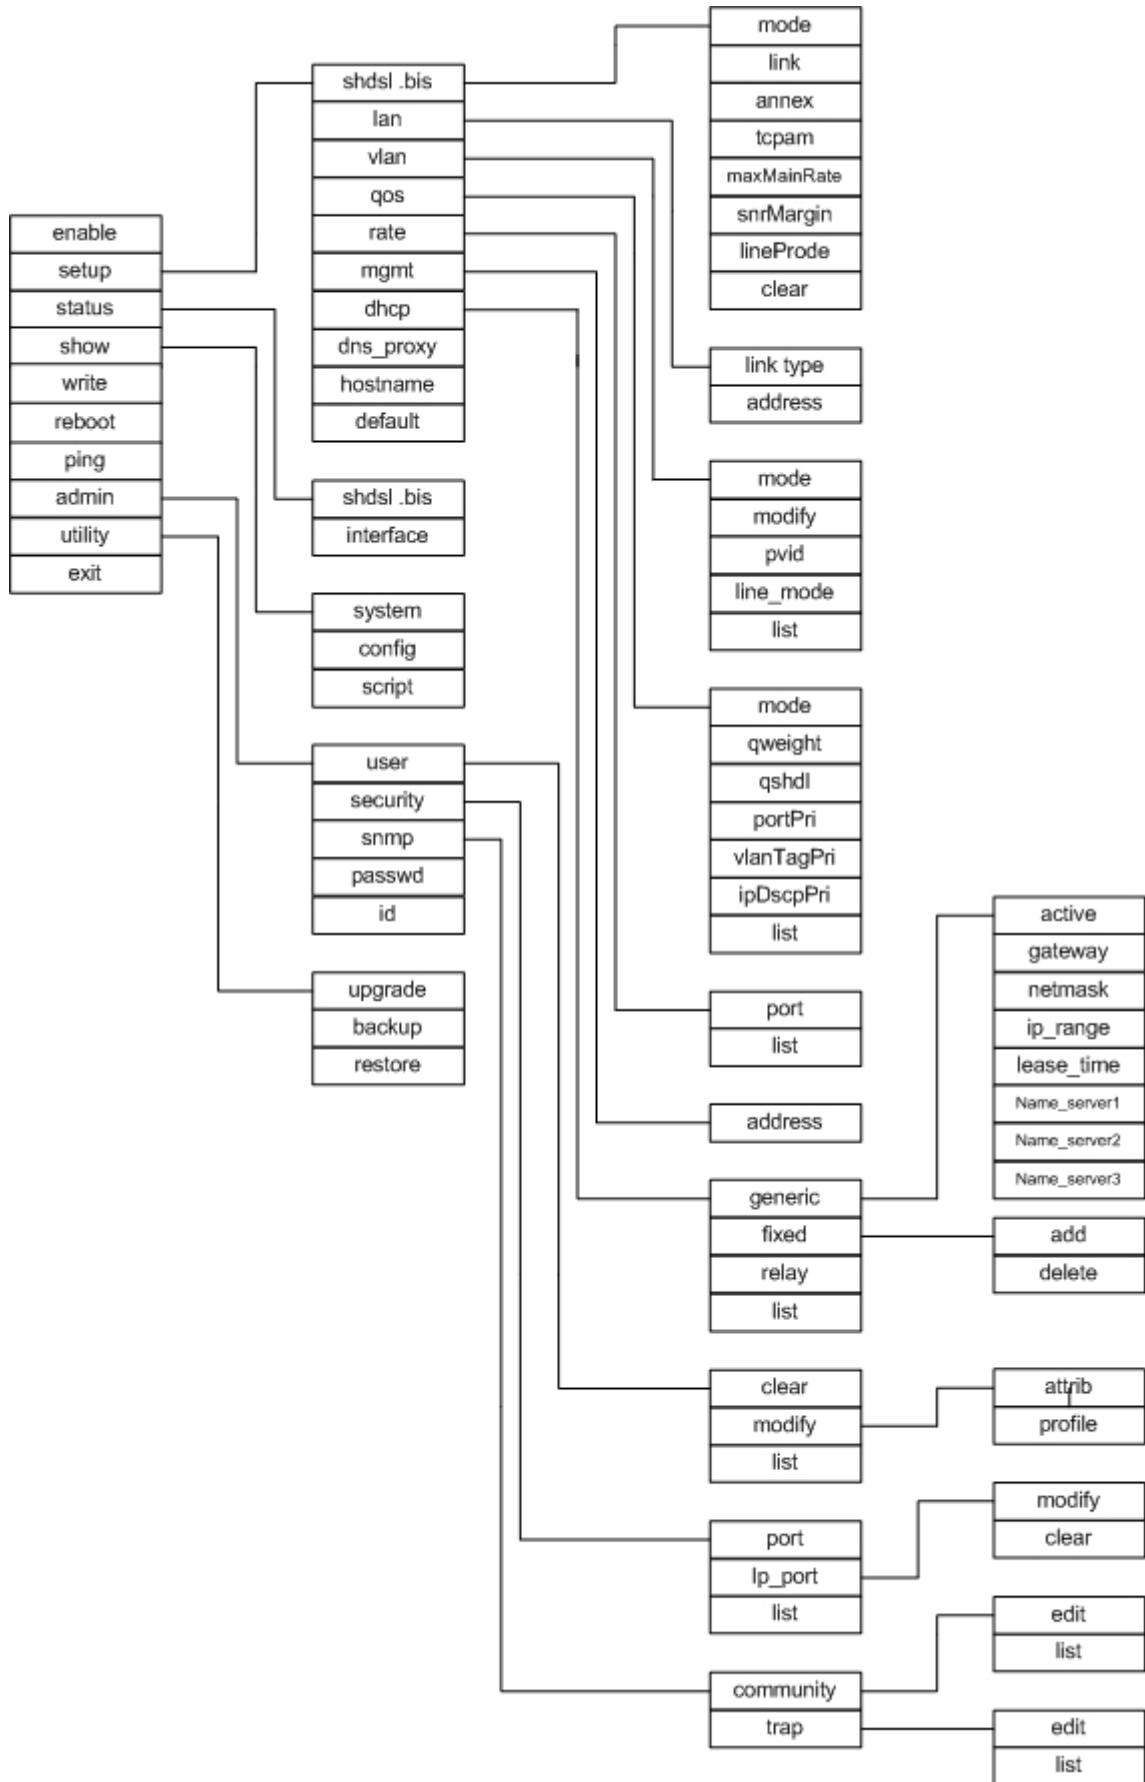 enable
setup
status
show
write
reboot
ping
admin
utility
exit
shdsl .bis
lan
vlan
qos
rate
mgmt
dhcp
dns_proxy
hostname
default
shdsl .bis
interface
system
config
script
user
security
snmp
passwd
id
upgrade
backup
restore
mode
link
annex
tcpam
maxMainRate
snrMargin
lineProde
clear
link type
address
mode
modify
pvid
line_mode
list
mode
qweight
qshdl
portPri
vlanTagPri
ipDscpPri
list
port
list
address
generic
fixed
relay
list
clear
modify
list
port
Ip_port
list
community
trap
active
gateway
netmask
ip_range
lease_time
Name_server1
Name_server2
Name_server3
add
delete
attrib
profile
modify
clear
edit
list
edit
list